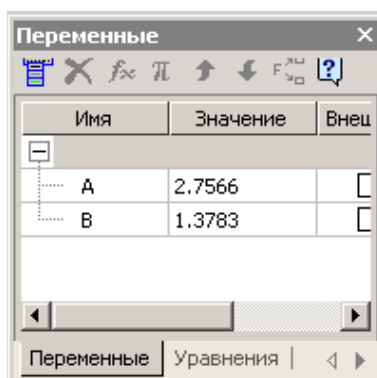 Переменные
Имя Значение Внеш
A 2.7566
B 1.3783
Переменные Уравнения